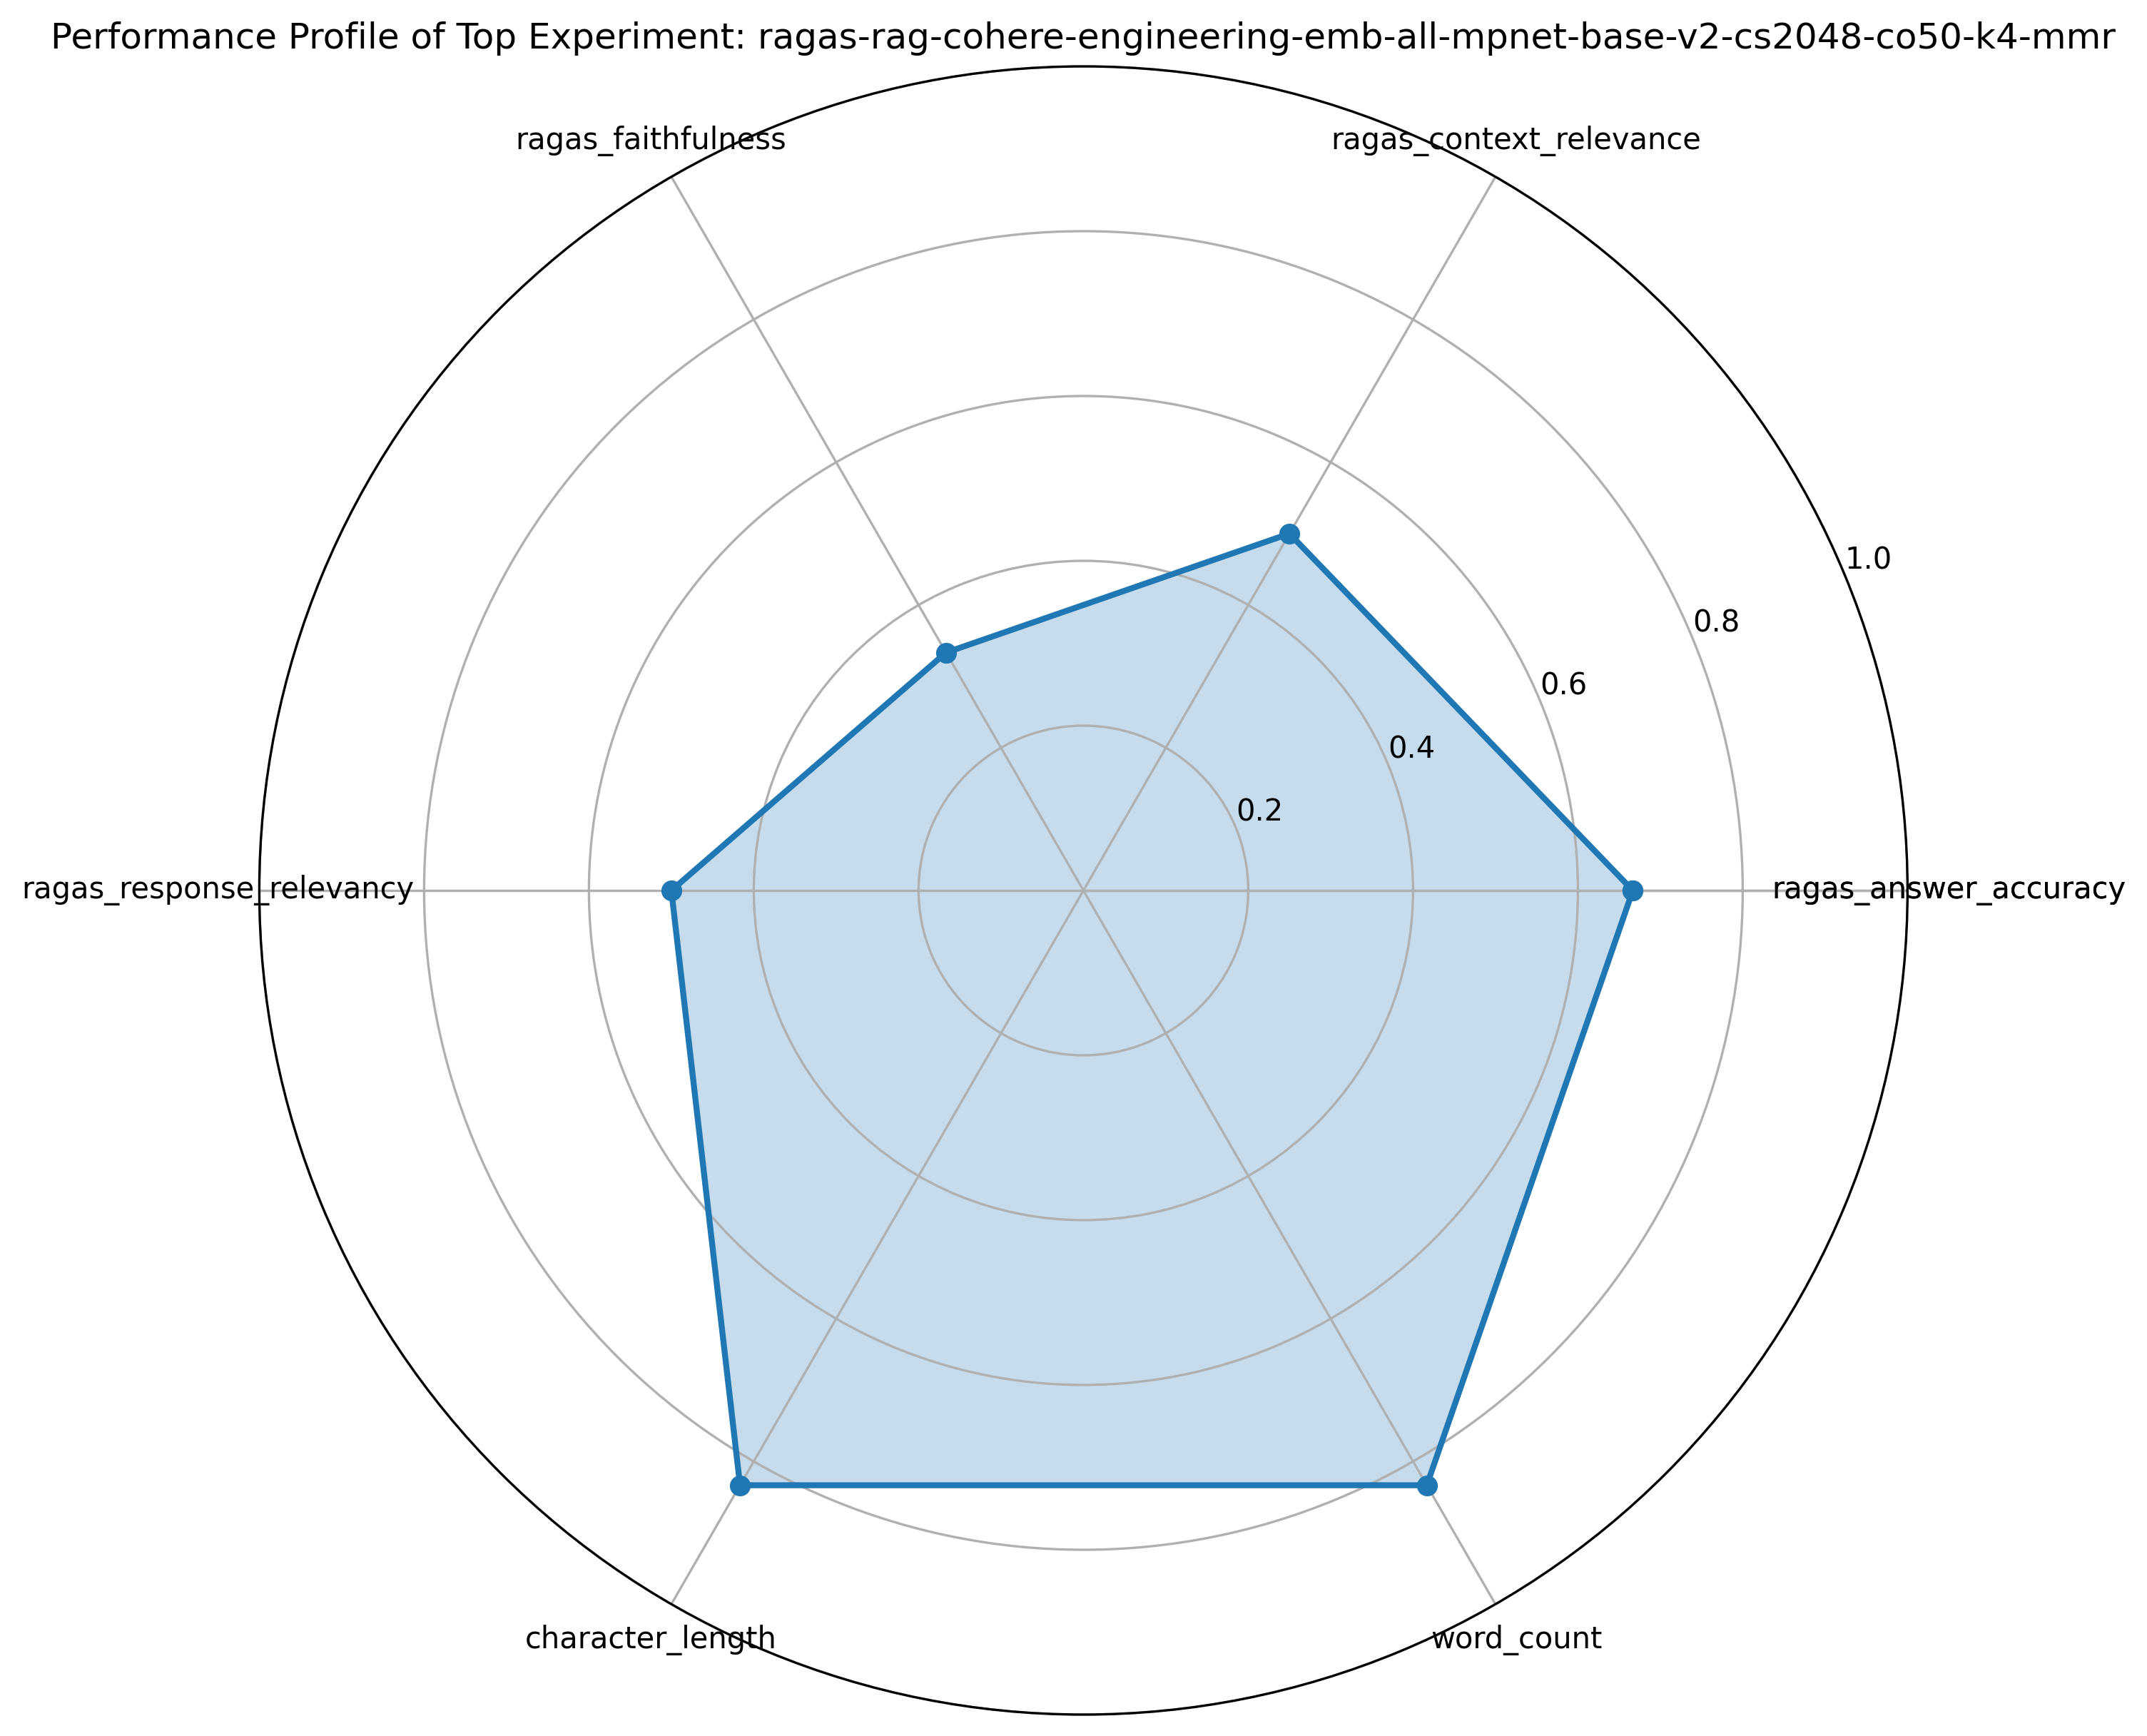 Performance Profile of Top Experiment: ragas-rag-cohere-engineering-emb-all-mpnet-base-v2-cs2048-co50-k4-mmr
ragas_faithfulness
ragas_context_relevance
1.0
0.8
0.6
0.4
0.2
ragas_response_relevancy
ragas_answer_accuracy
character_length
word_count